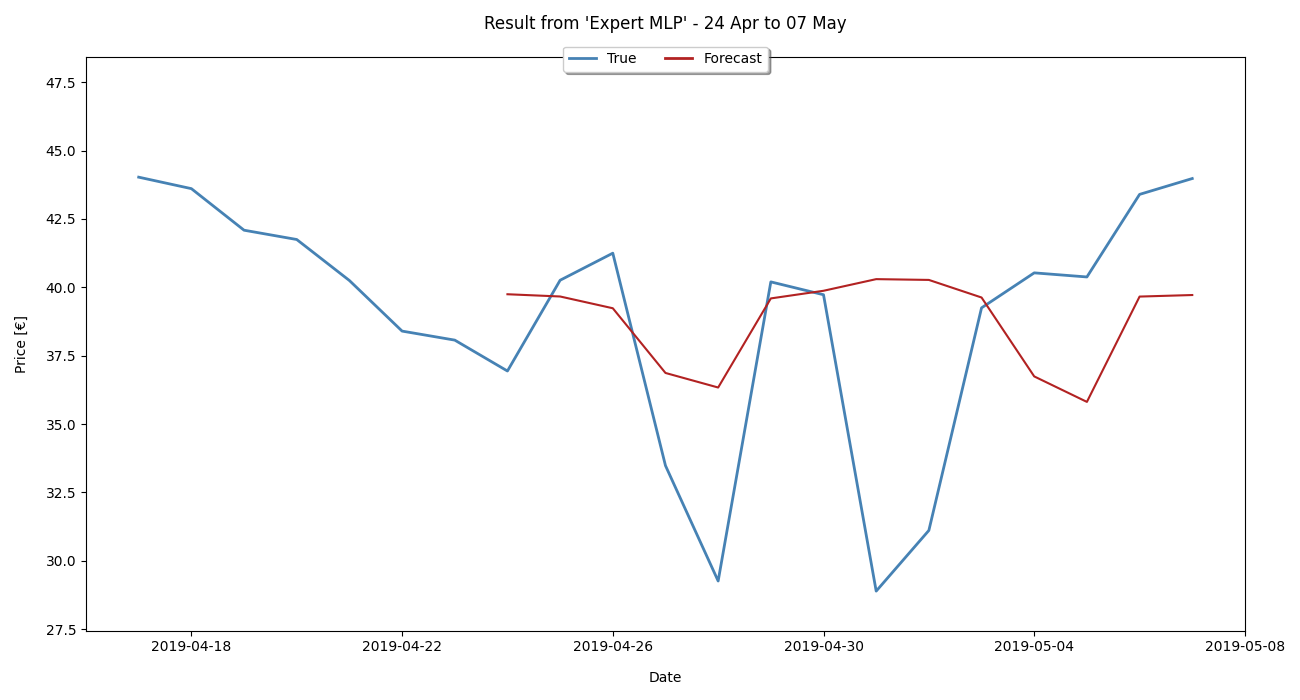 Result from 'Expert MLP' - 24 Apr to 07 May
True Forecast
47.5
45.0
42.5
40.0
37.5
35.0
32.5
30.0
27.5
Price [€]
2019-04-18 2019-04-22 2019-04-26 2019-04-30 2019-05-04 2019-05-08
Date